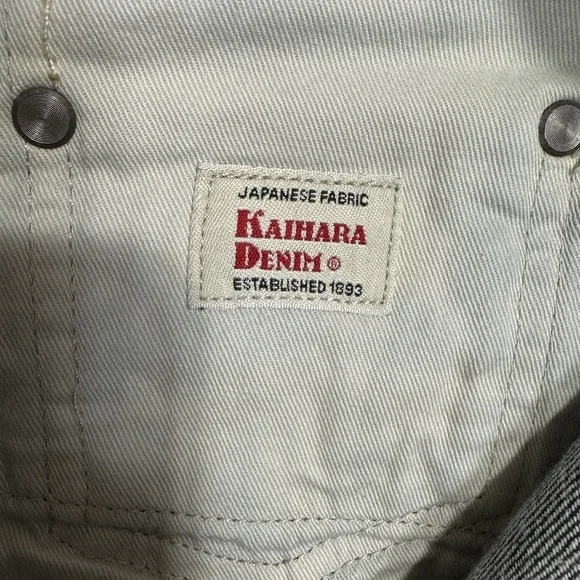 JAPANESE FABRIC
KAIHARA
DENIM ®
ESTABLISHED 1893